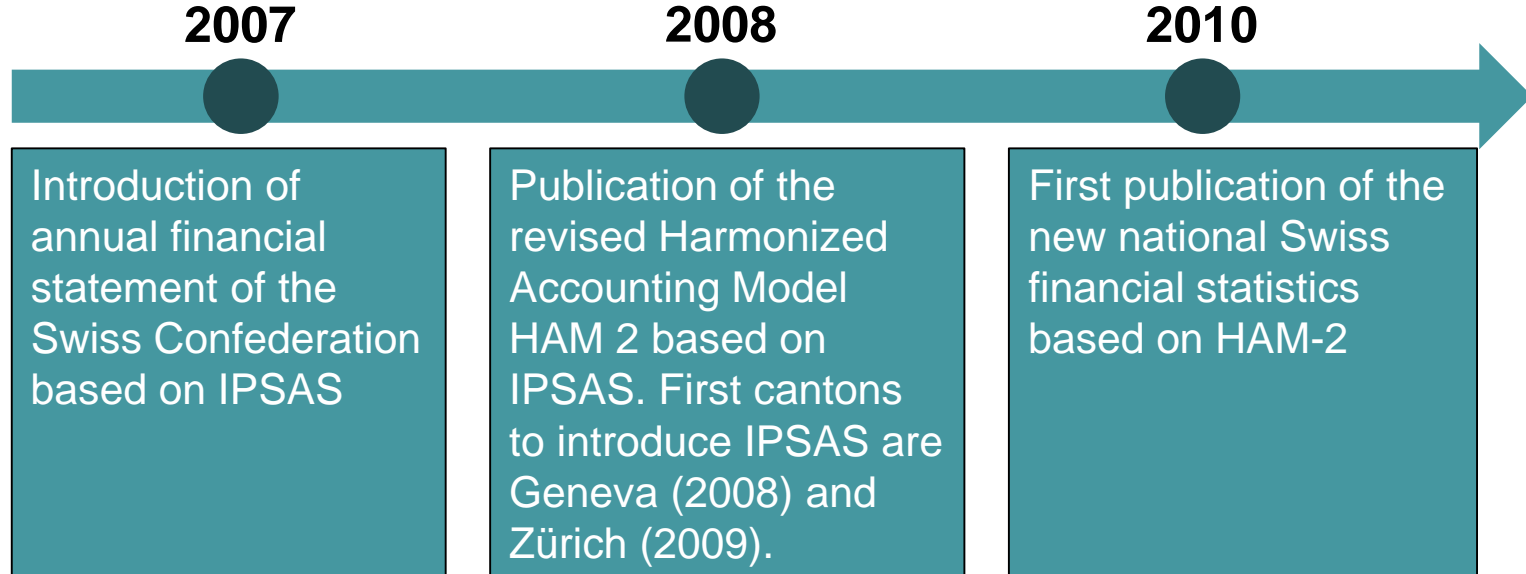 2007
2008
2010
Introduction of
annual financial
statement of the
Swiss Confederation
based on IPSAS
Publication of the
revised Harmonized
Accounting Model
HAM 2 based on
IPSAS. First cantons
to introduce IPSAS are
Geneva (2008) and
Zürich (2009).
First publication of the
new national Swiss
financial statistics
based on HAM-2